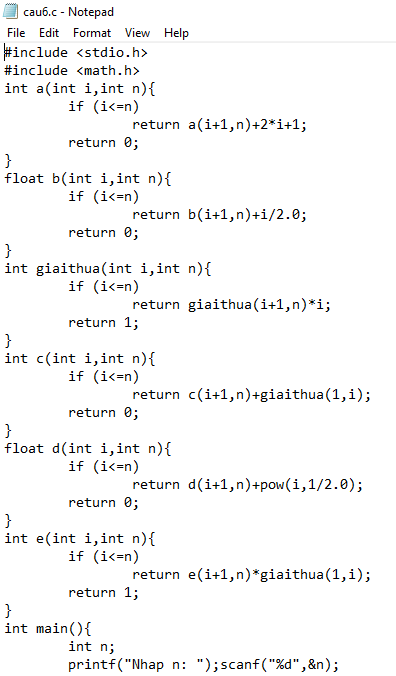 cau6.c - Notepad
File Edit Format View Help
#include <stdio.h>
#include <math.h>
int a(int i,int n){
        if (i<=n)
                return a(i+1,n)+2*i+1;
        return 0;
}
float b(int i,int n){
        if (i<=n)
                return b(i+1,n)+i/2.0;
        return 0;
}
int giaithua(int i,int n){
        if (i<=n)
                return giaithua(i+1,n)*i;
        return 1;
}
int c(int i,int n){
        if (i<=n)
                return c(i+1,n)+giaithua(1,i);
        return 0;
}
float d(int i,int n){
        if (i<=n)
                return d(i+1,n)+pow(i,1/2.0);
        return 0;
}
int e(int i,int n){
        if (i<=n)
                return e(i+1,n)*giaithua(1,i);
        return 1;
}
int main(){
        int n;
        printf("Nhap n: ");scanf("%d",&n);